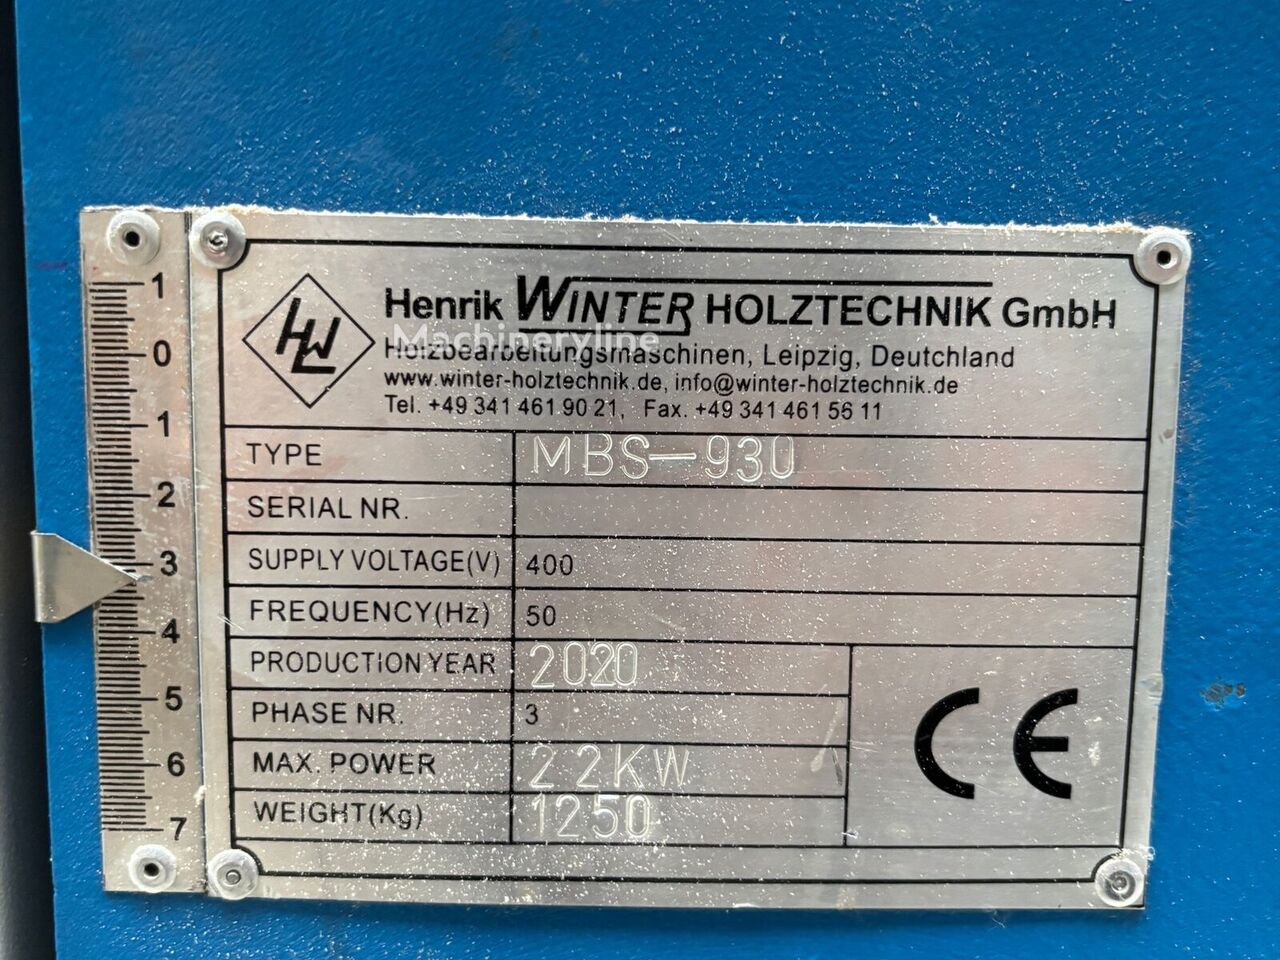 HW
Henrik WINTER HOLZTECHNIK GmbH
Machineryline
Holzbearbeitungsmaschinen, Leipzig, Deutchland
www.winter-holztechnik.de, info@winter-holztechnik.de
Tel. +49 341 461 90 21, Fax. +49 341 461 56 11
TYPE MBS-930
SERIAL NR.
SUPPLY VOLTAGE(V) 400
FREQUENCY(Hz) 50
PRODUCTION YEAR 2020
PHASE NR. 3
MAX. POWER 22KW
WEIGHT(Kg) 1250
CE
1
0
1
2
3
4
5
6
7